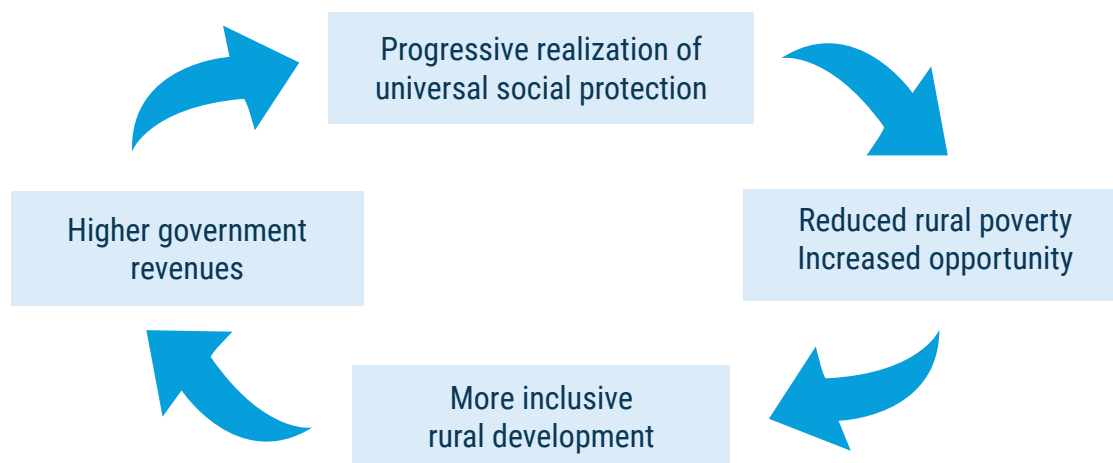 Progressive realization of
universal social protection
Reduced rural poverty
Increased opportunity
More inclusive
rural development
Higher government
revenues